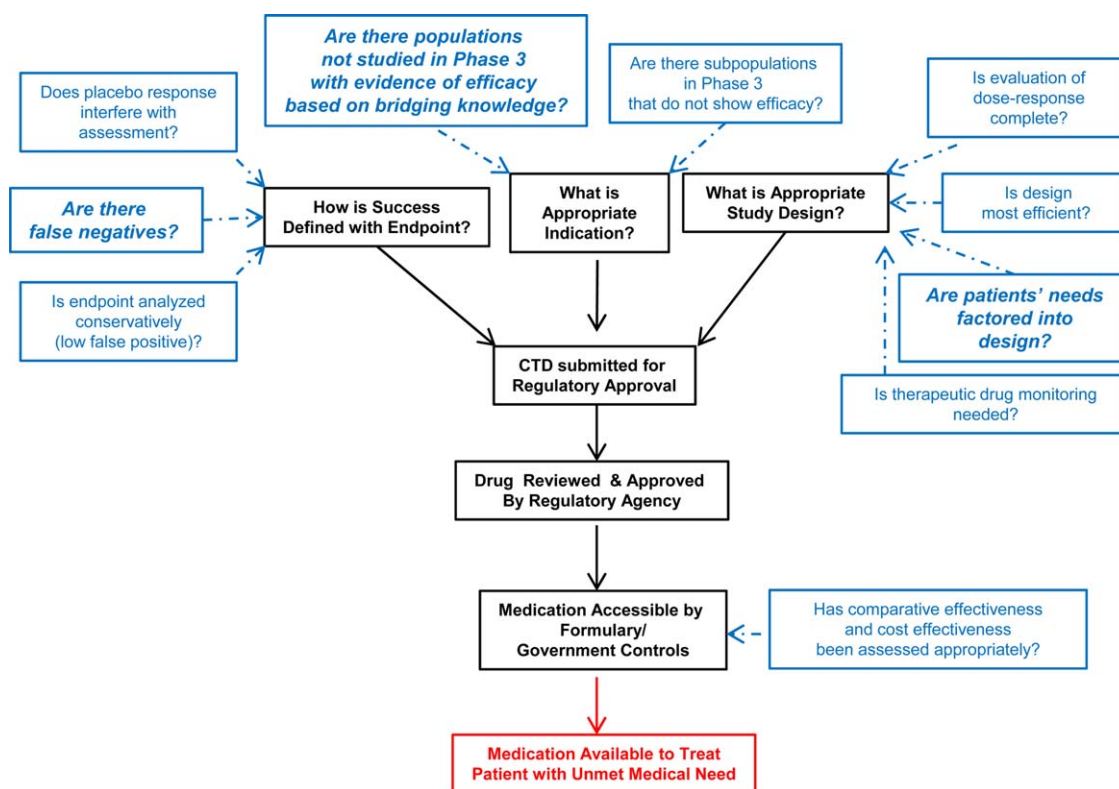 Are there populations
not studied in Phase 3
with evidence of efficacy
based on bridging knowledge?
Are there subpopulations
in Phase 3
that do not show efficacy?
Is evaluation of
dose-response
complete?
Does placebo response
interfere with
assessment?
Are there
false negatives?
How is Success
Defined with Endpoint?
What is
Appropriate
Indication?
What is Appropriate
Study Design?
Is design
most efficient?
Is endpoint analyzed
conservatively
(low false positive)?
Are patients' needs
factored into
design?
CTD submitted for
Regulatory Approval
Is therapeutic drug monitoring
needed?
Drug Reviewed & Approved
By Regulatory Agency
Medication Accessible by
Formulary/
Government Controls
Has comparative effectiveness
and cost effectiveness
been assessed appropriately?
Medication Available to Treat
Patient with Unmet Medical Need